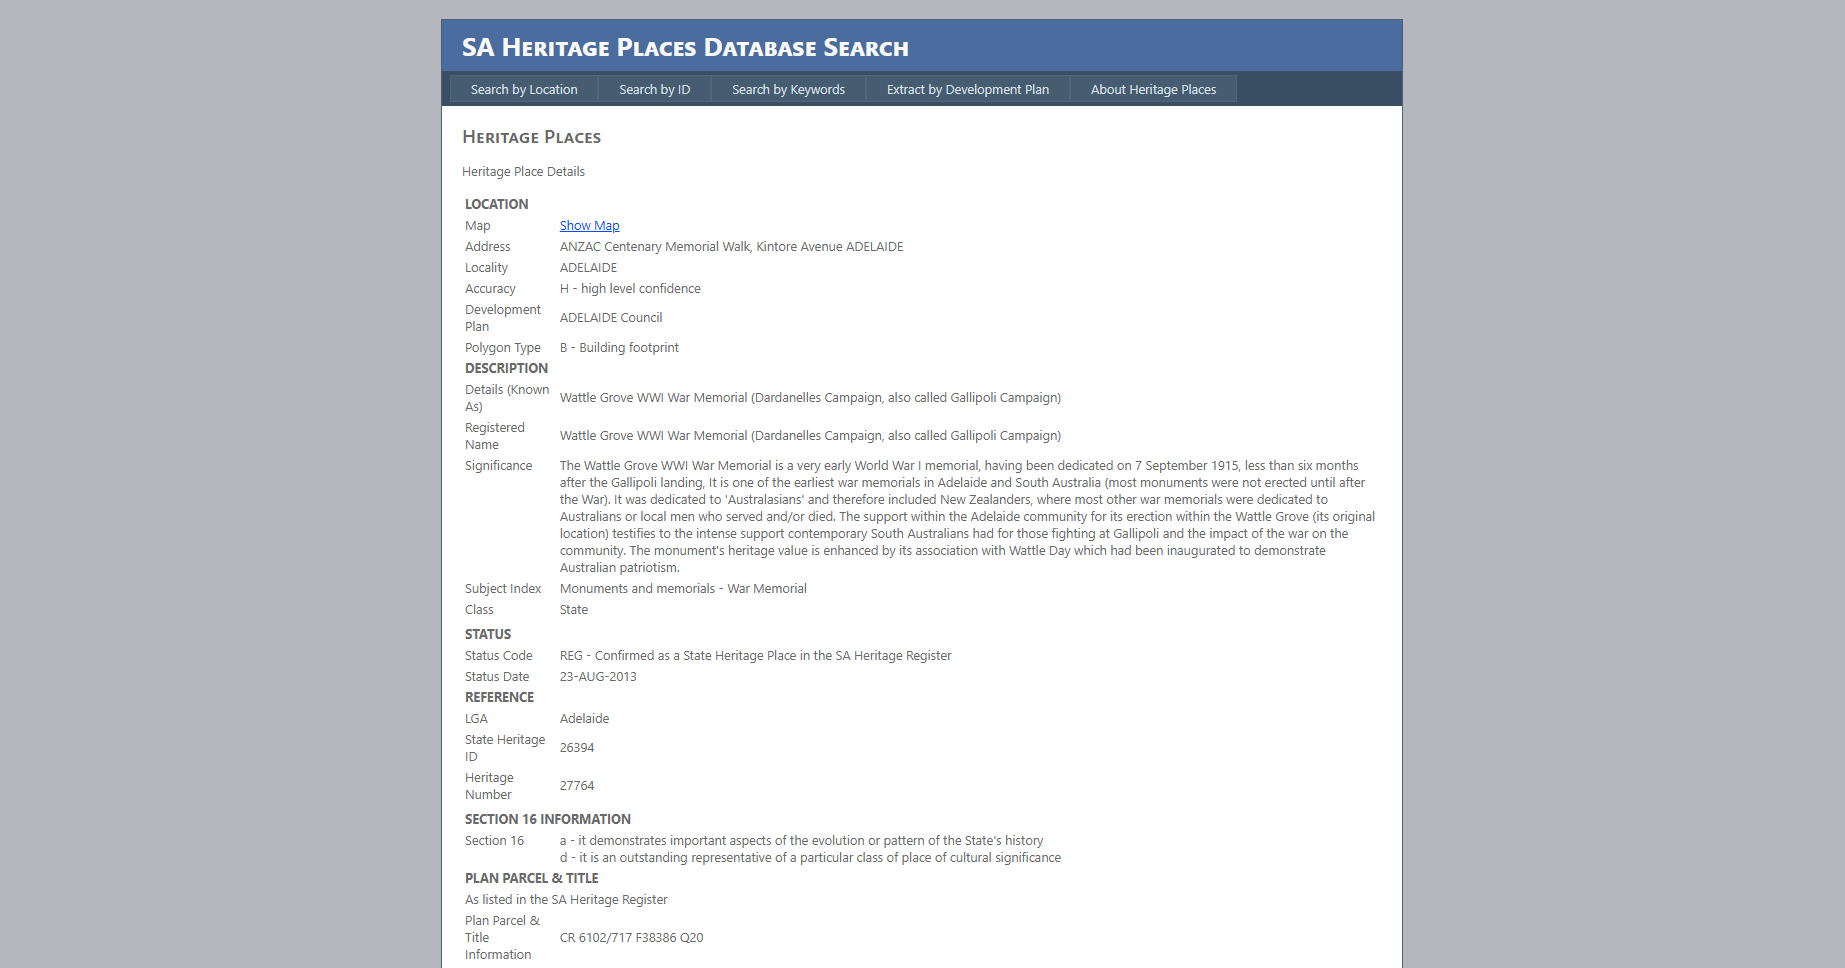 SA Heritage Places Database Search
Search by Location
Search by ID
Search by Keywords
Extract by Development Plan
About Heritage Places
Heritage Places
Heritage Place Details
LOCATION
Map Show Map
Address ANZAC Centenary Memorial Walk, Kintore Avenue ADELAIDE
Locality ADELAIDE
Accuracy H - high level confidence
Development
Plan
ADELAIDE Council
Polygon Type B - Building footprint
DESCRIPTION
Details (Known
As)
Wattle Grove WWI War Memorial (Dardanelles Campaign, also called Gallipoli Campaign)
Registered
Name
Wattle Grove WWI War Memorial (Dardanelles Campaign, also called Gallipoli Campaign)
Significance The Wattle Grove WWI War Memorial is a very early World War I memorial, having been dedicated on 7 September 1915, less than six months
after the Gallipoli landing, It is one of the earliest war memorials in Adelaide and South Australia (most monuments were not erected until after
the War). It was dedicated to 'Australasians' and therefore included New Zealanders, where most other war memorials were dedicated to
Australians or local men who served and/or died. The support within the Adelaide community for its erection within the Wattle Grove (its original
location) testifies to the intense support contemporary South Australians had for those fighting at Gallipoli and the impact of the war on the
community. The monument's heritage value is enhanced by its association with Wattle Day which had been inaugurated to demonstrate
Australian patriotism.
Subject Index Monuments and memorials - War Memorial
Class State
STATUS
Status Code REG - Confirmed as a State Heritage Place in the SA Heritage Register
Status Date 23-AUG-2013
REFERENCE
LGA Adelaide
State Heritage
ID
26394
Heritage
Number
27764
SECTION 16 INFORMATION
Section 16 a - it demonstrates important aspects of the evolution or pattern of the State's history
d - it is an outstanding representative of a particular class of place of cultural significance
PLAN PARCEL & TITLE
As listed in the SA Heritage Register
Plan Parcel &
Title
Information
CR 6102/717 F38386 Q20